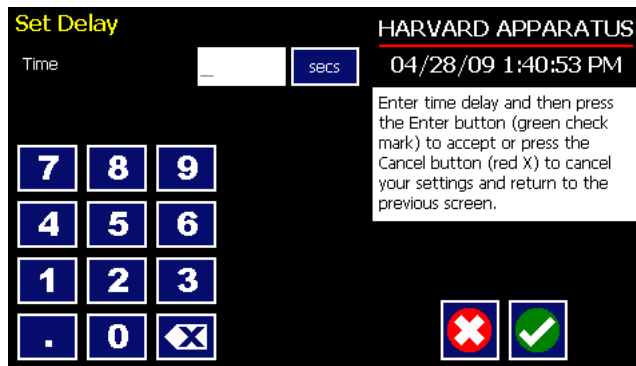 Set Delay
HARVARD APPARATUS
Time
_
secs
04/28/09 1:40:53 PM
Enter time delay and then press
the Enter button (green check
mark) to accept or press the
Cancel button (red X) to cancel
your settings and return to the
previous screen.
7 8 9
4 5 6
1 2 3
. 0